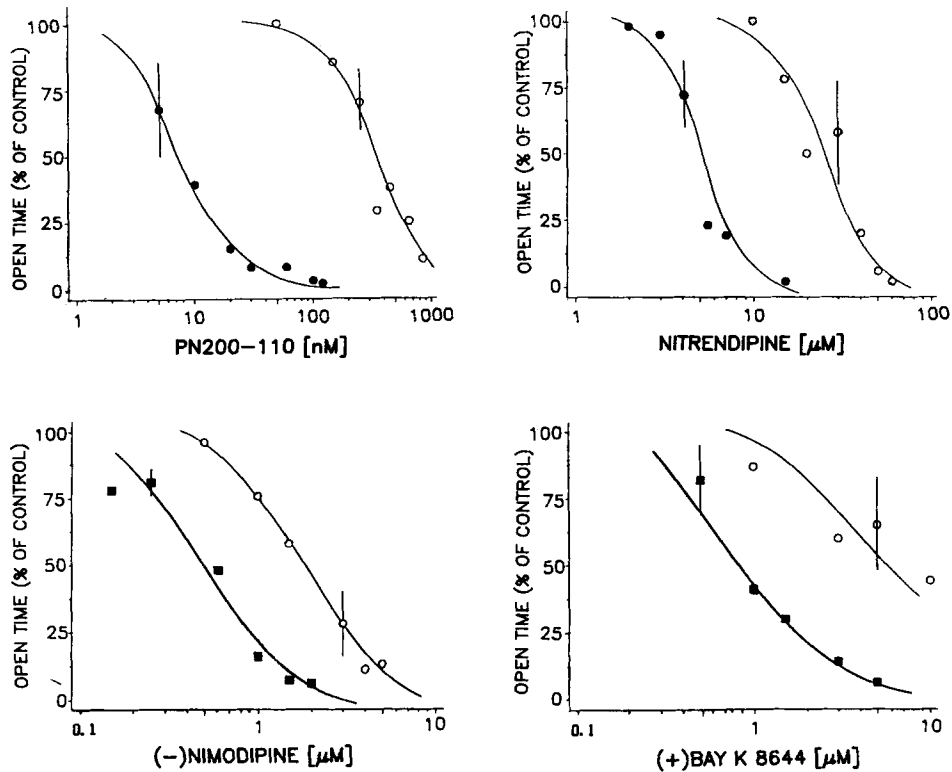 OPEN TIME (% OF CONTROL)
100
75
50
25
0
1 10 100 1000
PN200-110 [nM]
OPEN TIME (% OF CONTROL)
100
75
50
25
0
1 10 100
NITRENDIPINE [μM]
OPEN TIME (% OF CONTROL)
100
75
50
25
0
0.1 1 10
(-)NIMODIPINE [μM]
OPEN TIME (% OF CONTROL)
100
75
50
25
0
0.1 1 10
(+)BAY K 8644 [μM]